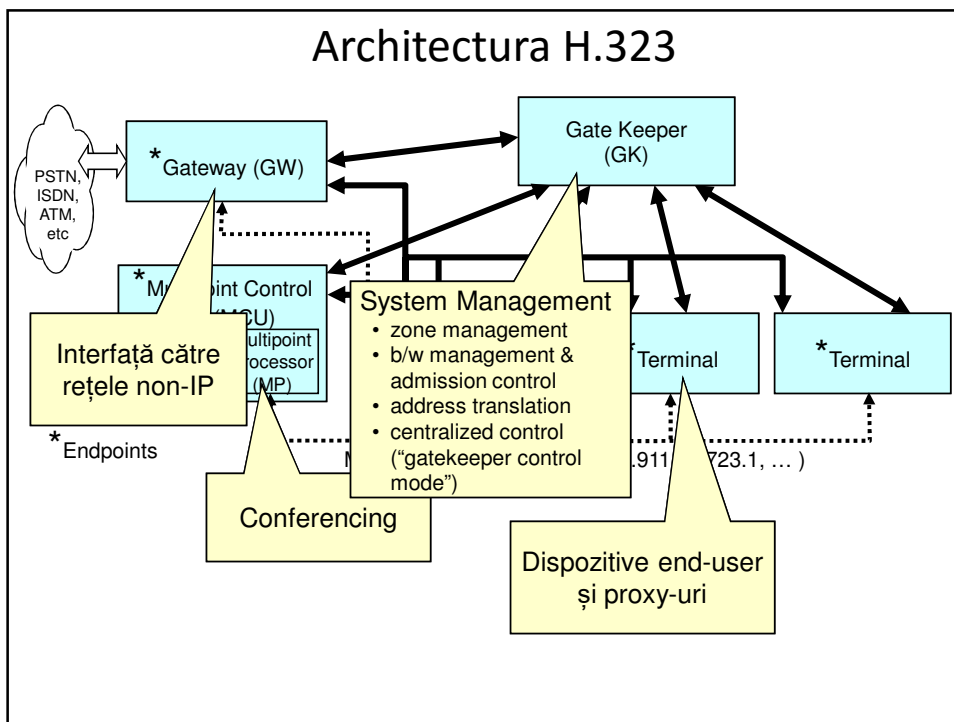 Architectura H.323
Gate Keeper
(GK)
*Gateway (GW)
PSTN,
ISDN,
ATM,
etc
*Mu point Control
(MCU)
ultipoint
ocessor
(MP)
System Management
• zone management
• b/w management &
admission control
• address translation
• centralized control
(“gatekeeper control
mode”)
*Terminal
*Terminal
Interfață către
rețele non-IP
*Endpoints
.911 723.1, … )
Conferencing
Dispozitive end-user
și proxy-uri